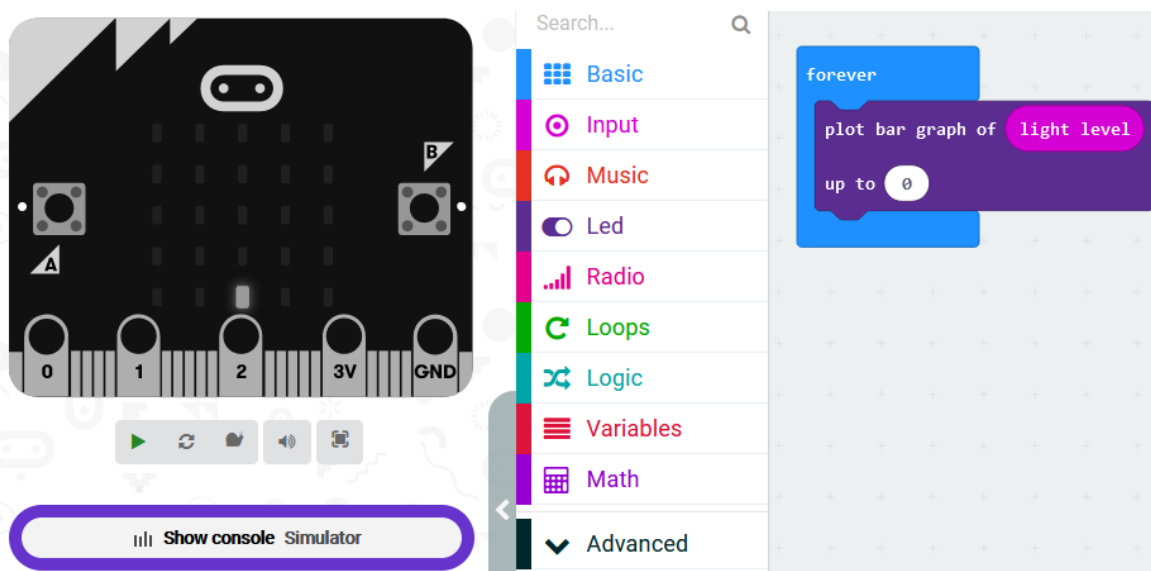 B
A
0 1 2 3V GND
Show console Simulator
Search...
Basic
Input
Music
Led
Radio
Loops
Logic
Variables
Math
Advanced
forever
plot bar graph of light level
up to 0